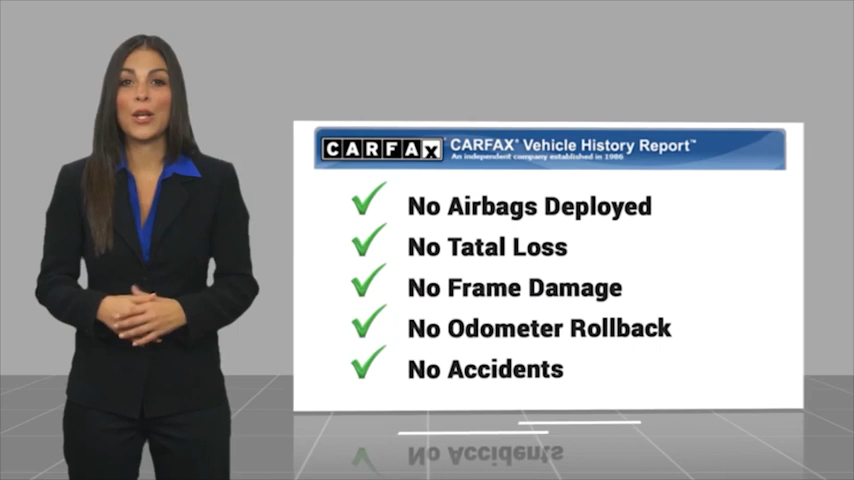 CARFAX CARFAX® Vehicle History Report™
An independent company established in 1986
No Airbags Deployed
No Tatal Loss
No Frame Damage
No Odometer Rollback
No Accidents
No Accidents